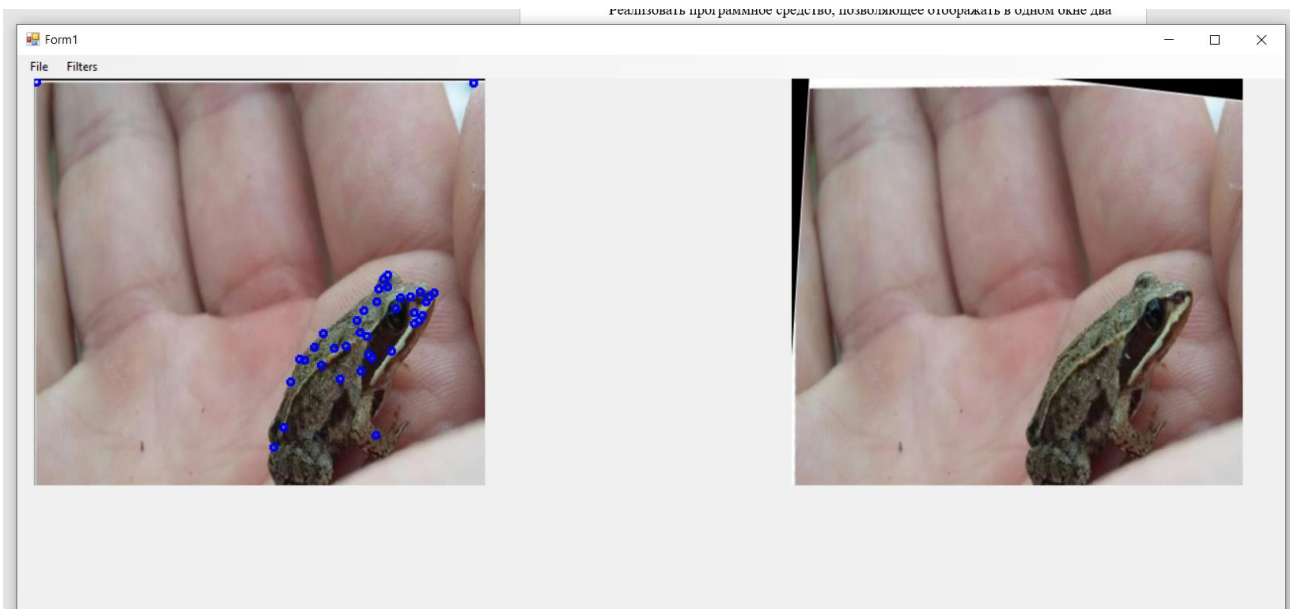 Реализовать программное средство, позволяющее отображать в одном окне два
Form1
File Filters